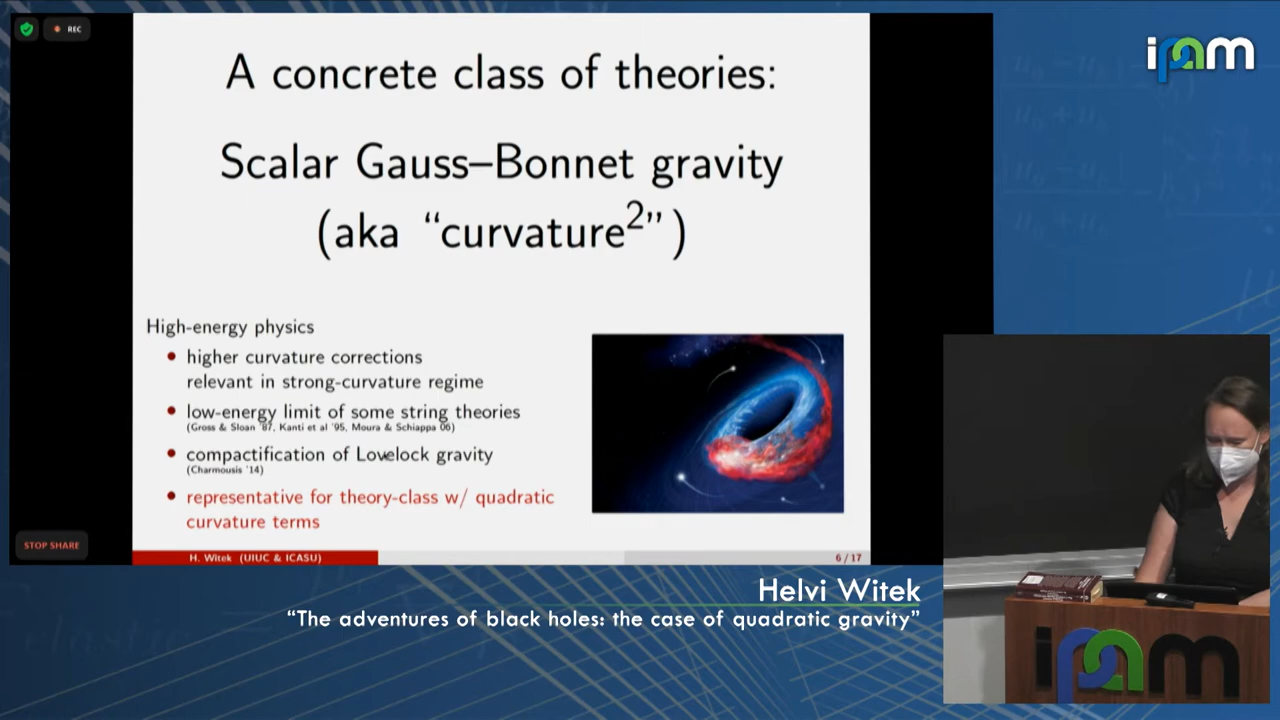 REC
ipam
A concrete class of theories:
Scalar Gauss–Bonnet gravity
(aka “curvature²”)
High-energy physics
• higher curvature corrections
relevant in strong-curvature regime
• low-energy limit of some string theories
(Gross & Sloan '87, Kanti et al '95, Moura & Schiappa 06)
• compactification of Lovelock gravity
(Charmousis '14)
• representative for theory-class w/ quadratic
curvature terms
STOP SHARE
H. Witek (UIUC & ICASU)
6 / 17
Helvi Witek
“The adventures of black holes: the case of quadratic gravity”
ipam